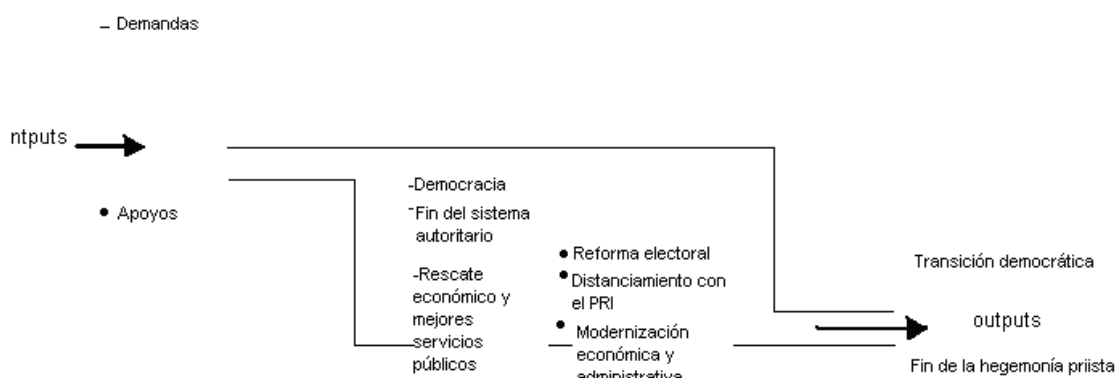 – Demandas
ntputs
• Apoyos
-Democracia
-Fin del sistema
autoritario
-Rescate
económico y
mejores
servicios
públicos
• Reforma electoral
• Distanciamiento con
el PRI
• Modernización
económica y
administrativa
Transición democrática
outputs
Fin de la hegemonía priista